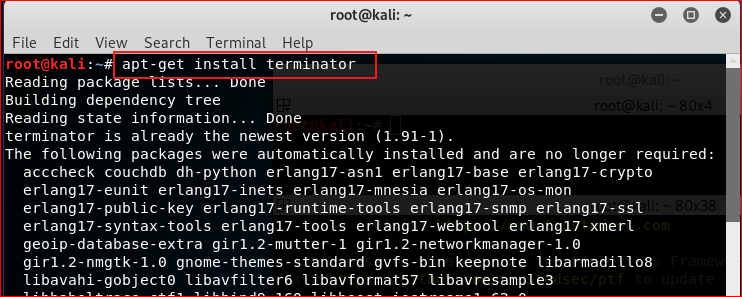 root@kali: ~
File Edit View Search Terminal Help
root@kali:~# apt-get install terminator
Reading package lists... Done
Building dependency tree
Reading state information... Done
terminator is already the newest version (1.91-1).
The following packages were automatically installed and are no longer required:
acccheck couchdb dh-python erlang17-asn1 erlang17-base erlang17-crypto
erlang17-eunit erlang17-inets erlang17-mnesia erlang17-os-mon
erlang17-public-key erlang17-runtime-tools erlang17-snmp erlang17-ssl
erlang17-syntax-tools erlang17-tools erlang17-webtool erlang17-xmerl
geoip-database-extra gir1.2-mutter-1 gir1.2-networkmanager-1.0
gir1.2-nmgtk-1.0 gnome-themes-standard gvfs-bin keepnote libarmadillo8
libavahi-gobject0 libavfilter6 libavformat57 libavresample3
root@kali: ~
root@kali: ~ 80x4
80x38
.com
s Framew
dsec/ptf to update